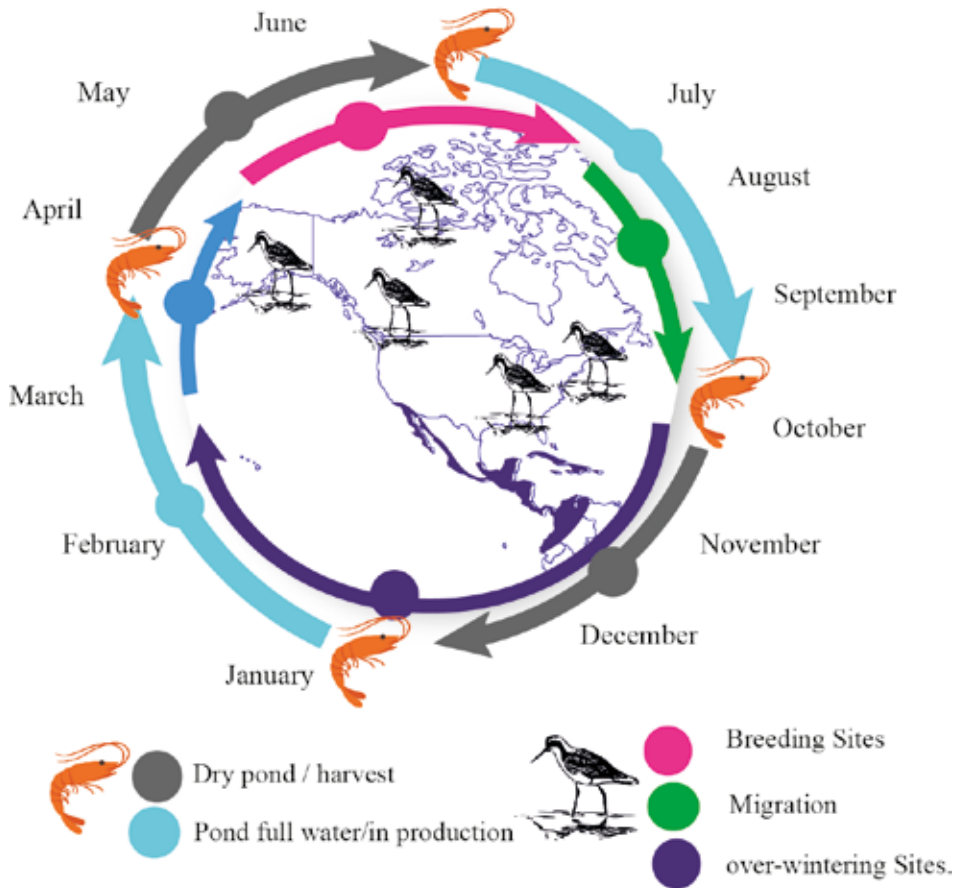 June
May
July
August
April
September
March
October
February
November
December
January
Dry pond / harvest
Pond full water/in production
Breeding Sites
Migration
over-wintering Sites.